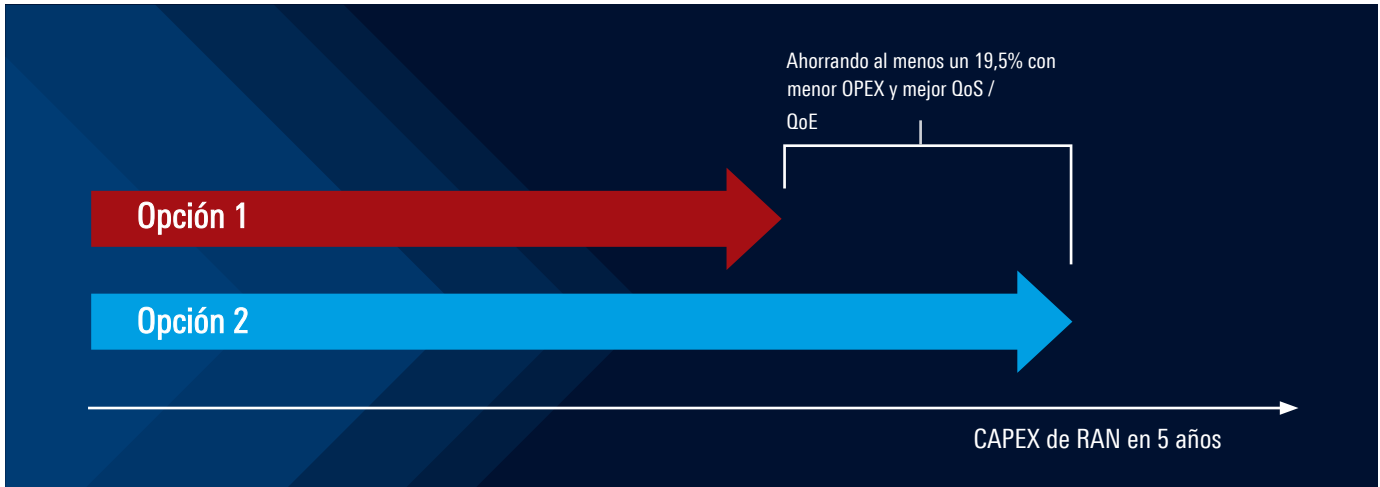 Ahorrando al menos un 19,5% con
menor OPEX y mejor QoS /
QoE
Opción 1
Opción 2
CAPEX de RAN en 5 años